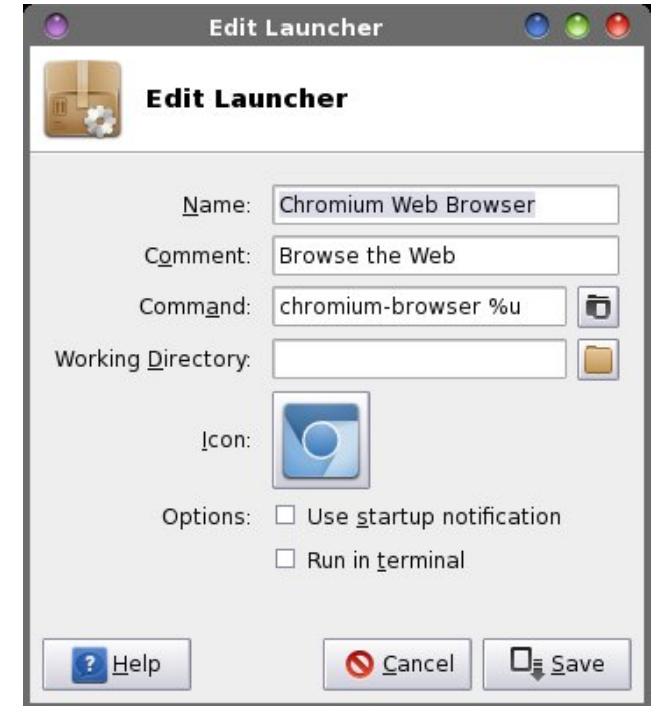 Edit Launcher
Edit Launcher
Name: Chromium Web Browser
Comment: Browse the Web
Command: chromium-browser %u
Working Directory:
Icon:
Options: Use startup notification
Run in terminal
? Help Cancel Save